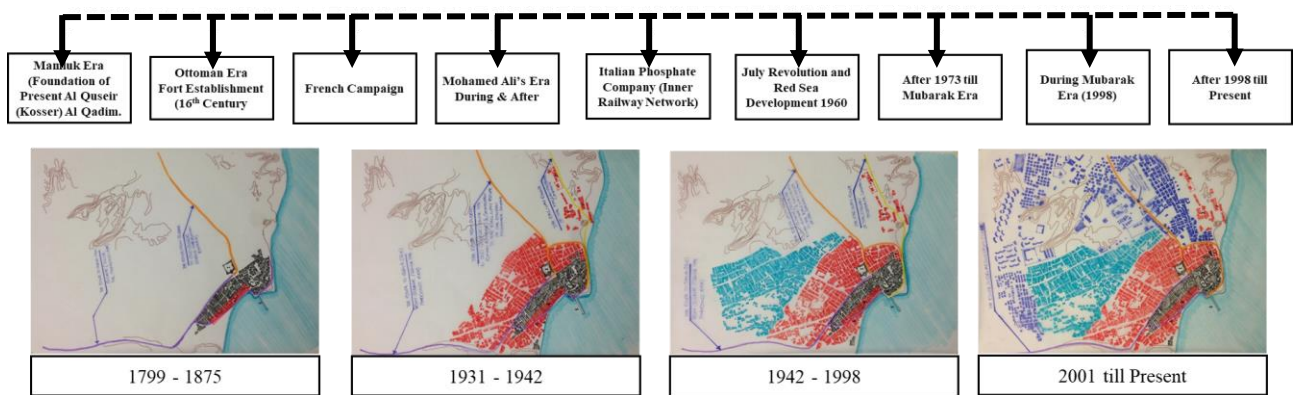 Mamluk Era
(Foundation of
Present Al Quseir
(Kosser) Al Qadim.
Ottoman Era
Fort Establishment
(16th Century
French Campaign
Mohamed Ali's Era
During & After
Italian Phosphate
Company (Inner
Railway Network)
July Revolution and
Red Sea
Development 1960
After 1973 till
Mubarak Era
During Mubarak
Era (1998)
After 1998 till
Present
1799 - 1875
1931 - 1942
1942 - 1998
2001 till Present